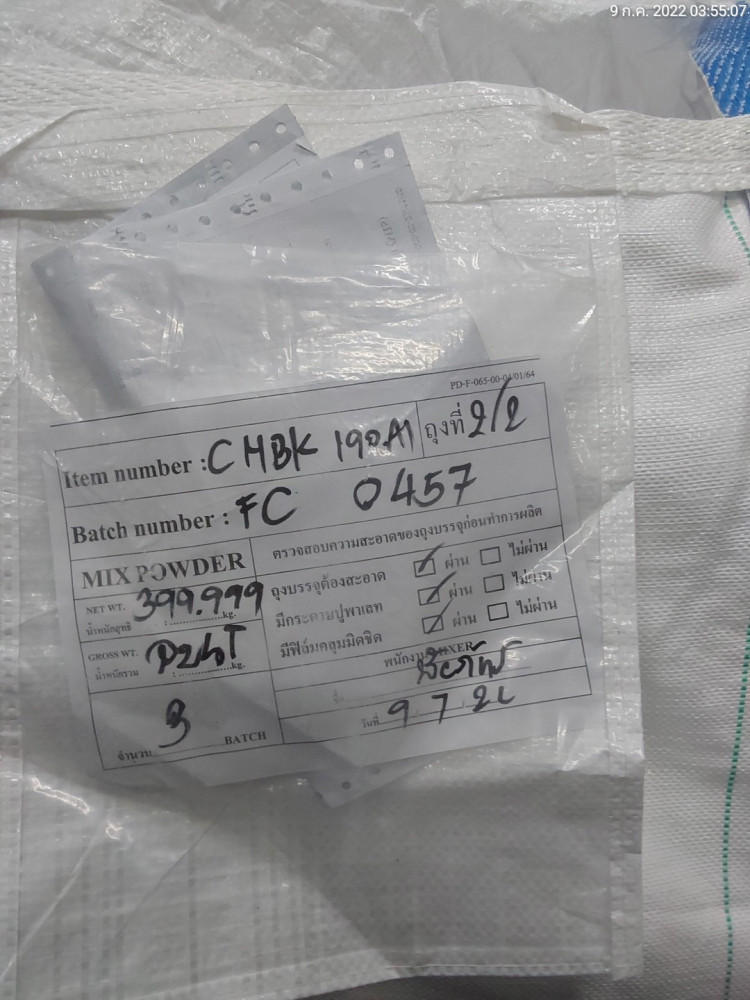 9 ก.ค. 2022 03:55:07
PD-F-065-00-04/01/64
Item number : CHBK 190A1 ถุงที่ 2/2
Batch number : FC 0457
MIX POWDER
ตรวจสอบความสะอาดของถุงบรรจุก่อนทำการผลิต
NET WT. 399.999
น้ำหนักสุทธิ : kg.
ถุงบรรจุต้องสะอาด ผ่าน ไม่ผ่าน
มีกระดาษปูพาเลท ผ่าน ไม่ผ่าน
มีฟิล์มคลุมมิดชิด ผ่าน ไม่ผ่าน
GROSS WT.
น้ำหนักรวม : kg.
พนักงาน MIXER
ชื่อ
จำนวน 3 BATCH
วันที่ 9 7 22